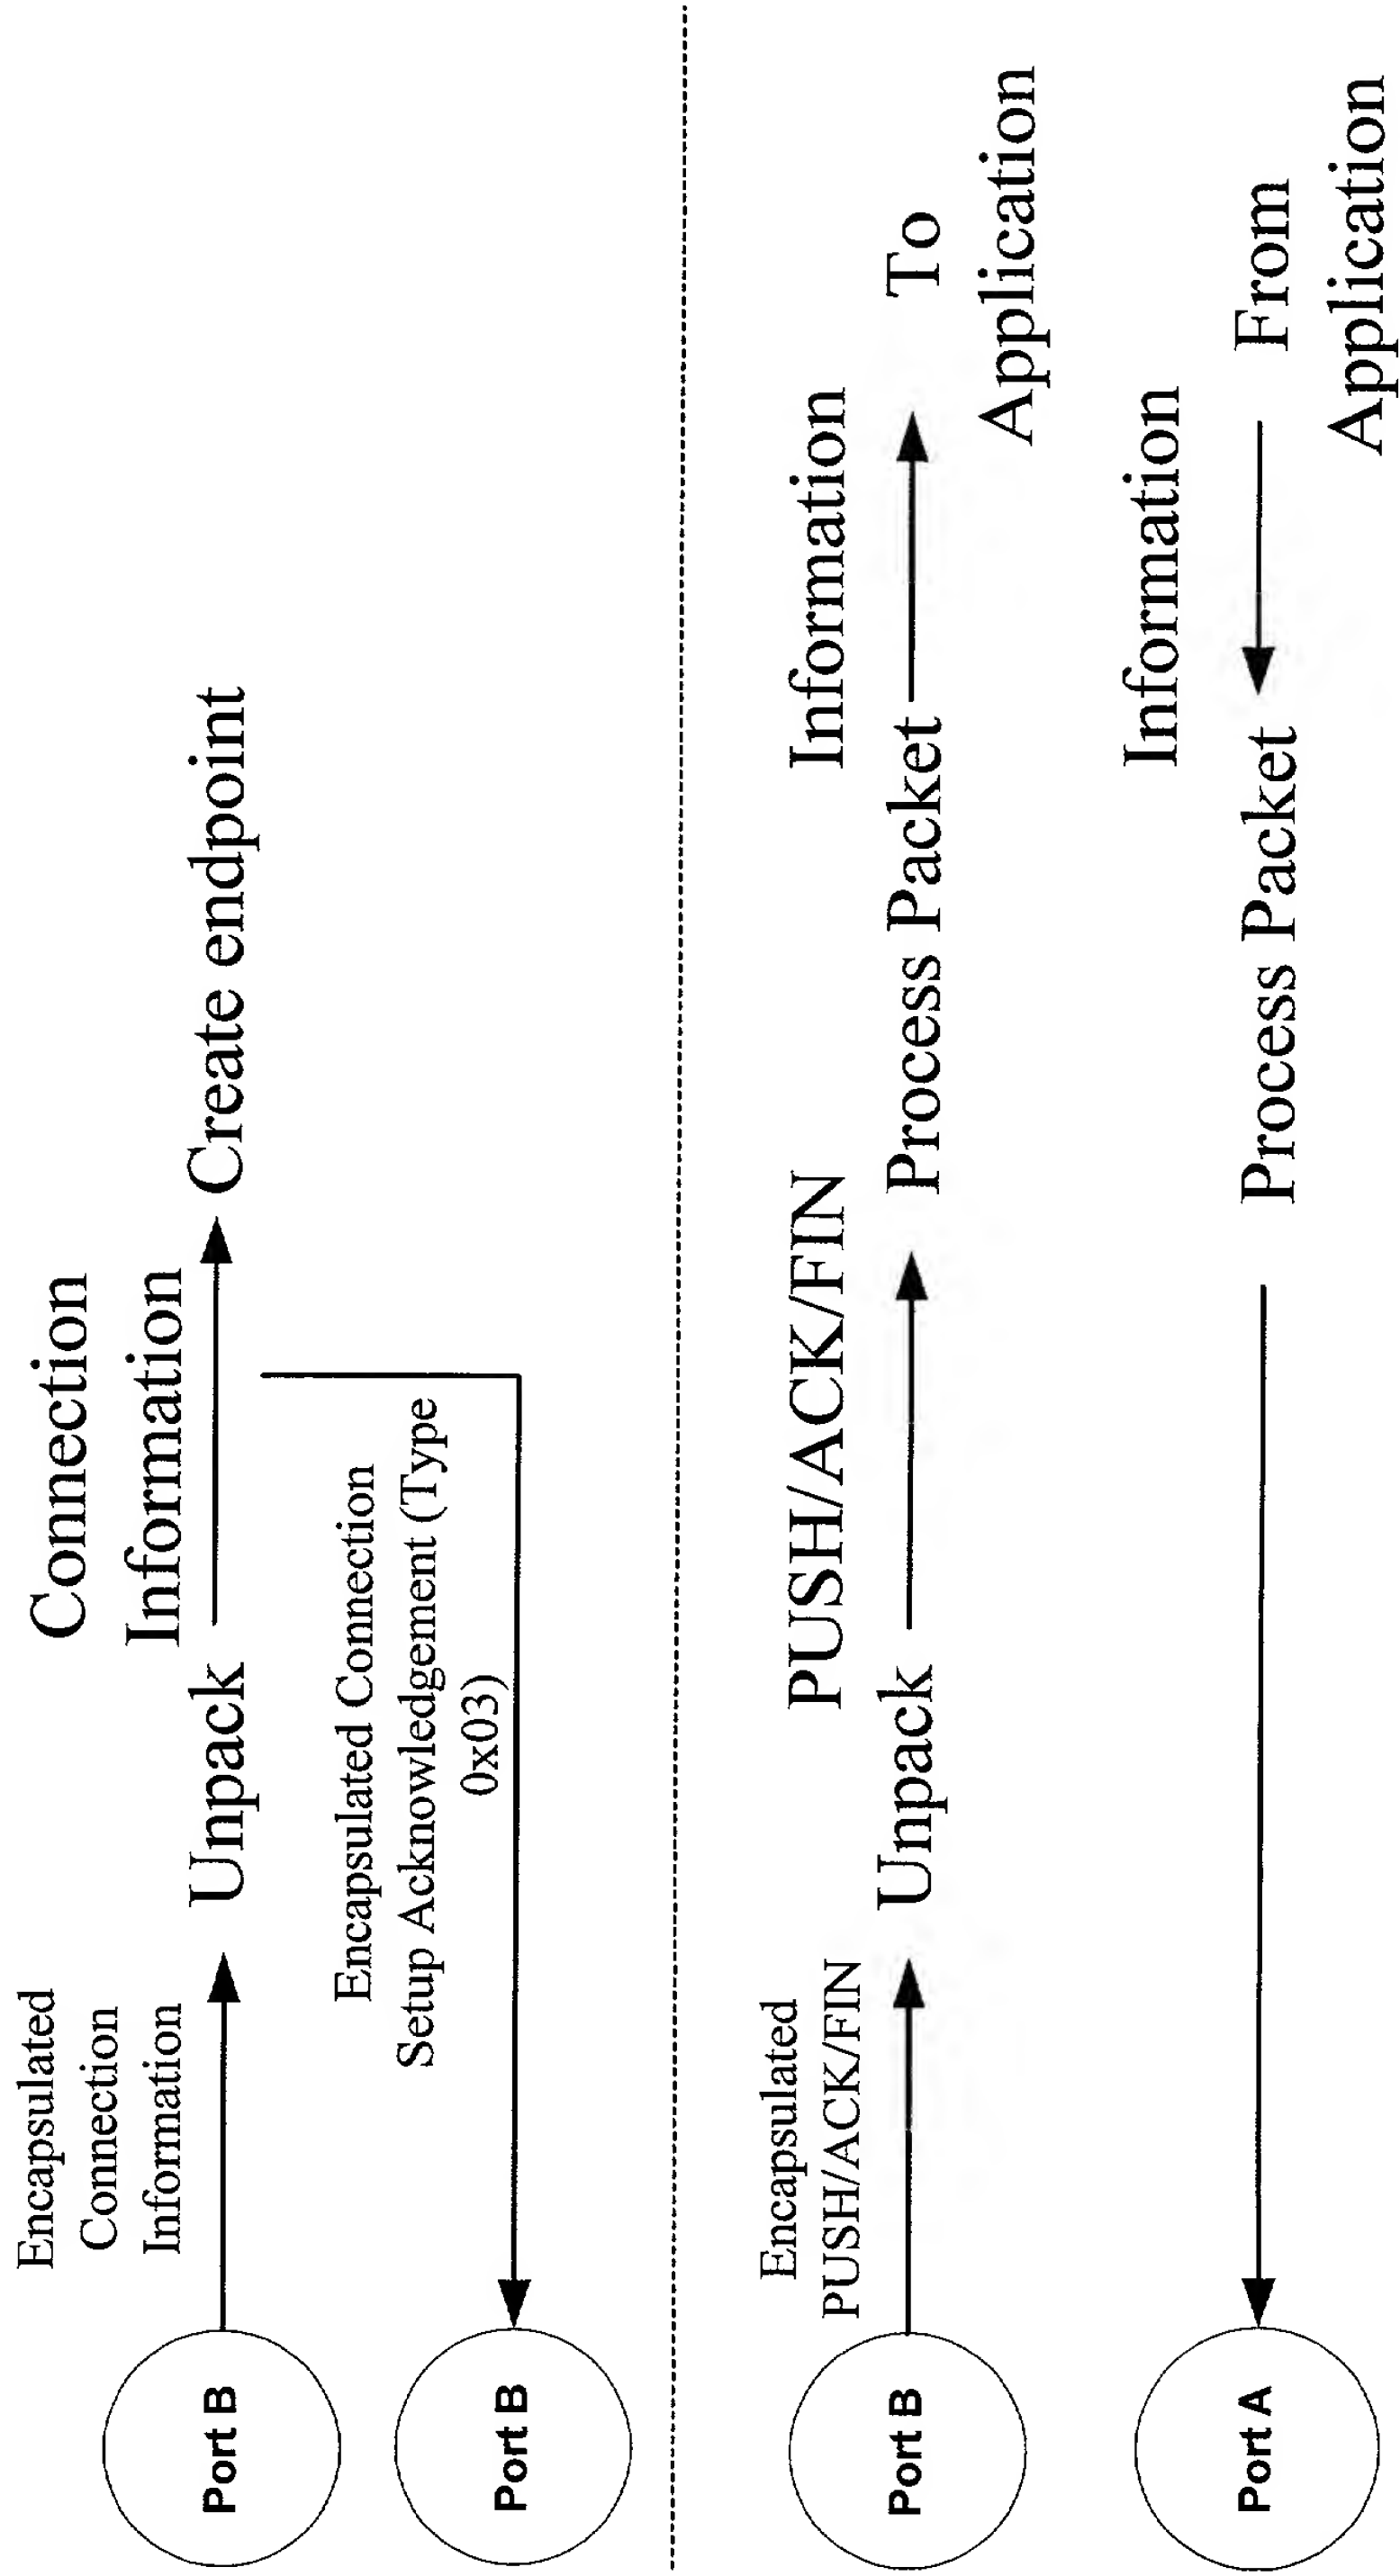 Port B
Encapsulated
Connection
Information
Unpack
Connection
Information
Create endpoint
Port B
Encapsulated Connection
Setup Acknowledgement (Type
0x03)
Port B
Encapsulated
PUSH/ACK/FIN
Unpack
PUSH/ACK/FIN
Process Packet
Information
To
Application
Port A
Process Packet
Information
From
Application